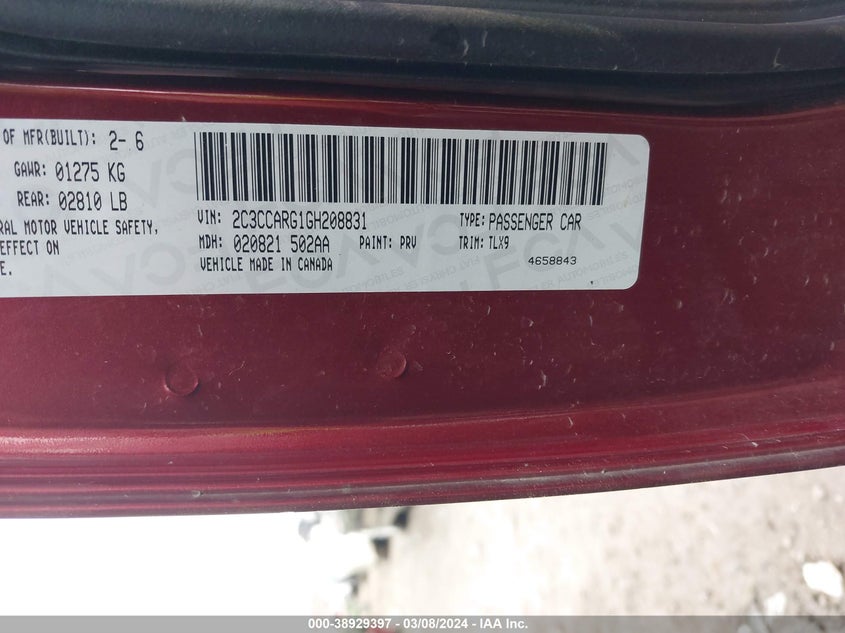 OF MFR(BUILT): 2- 6
GAWR: 01275 KG
REAR: 02810 LB
RAL MOTOR VEHICLE SAFETY,
EFFECT ON
E.
VIN: 2C3CCARG1GH208831 TYPE: PASSENGER CAR
MDH: 020821 502AA PAINT: PRV TRIM: TLX9
VEHICLE MADE IN CANADA 4658843
000-38929397 - 03/08/2024 - IAA Inc.